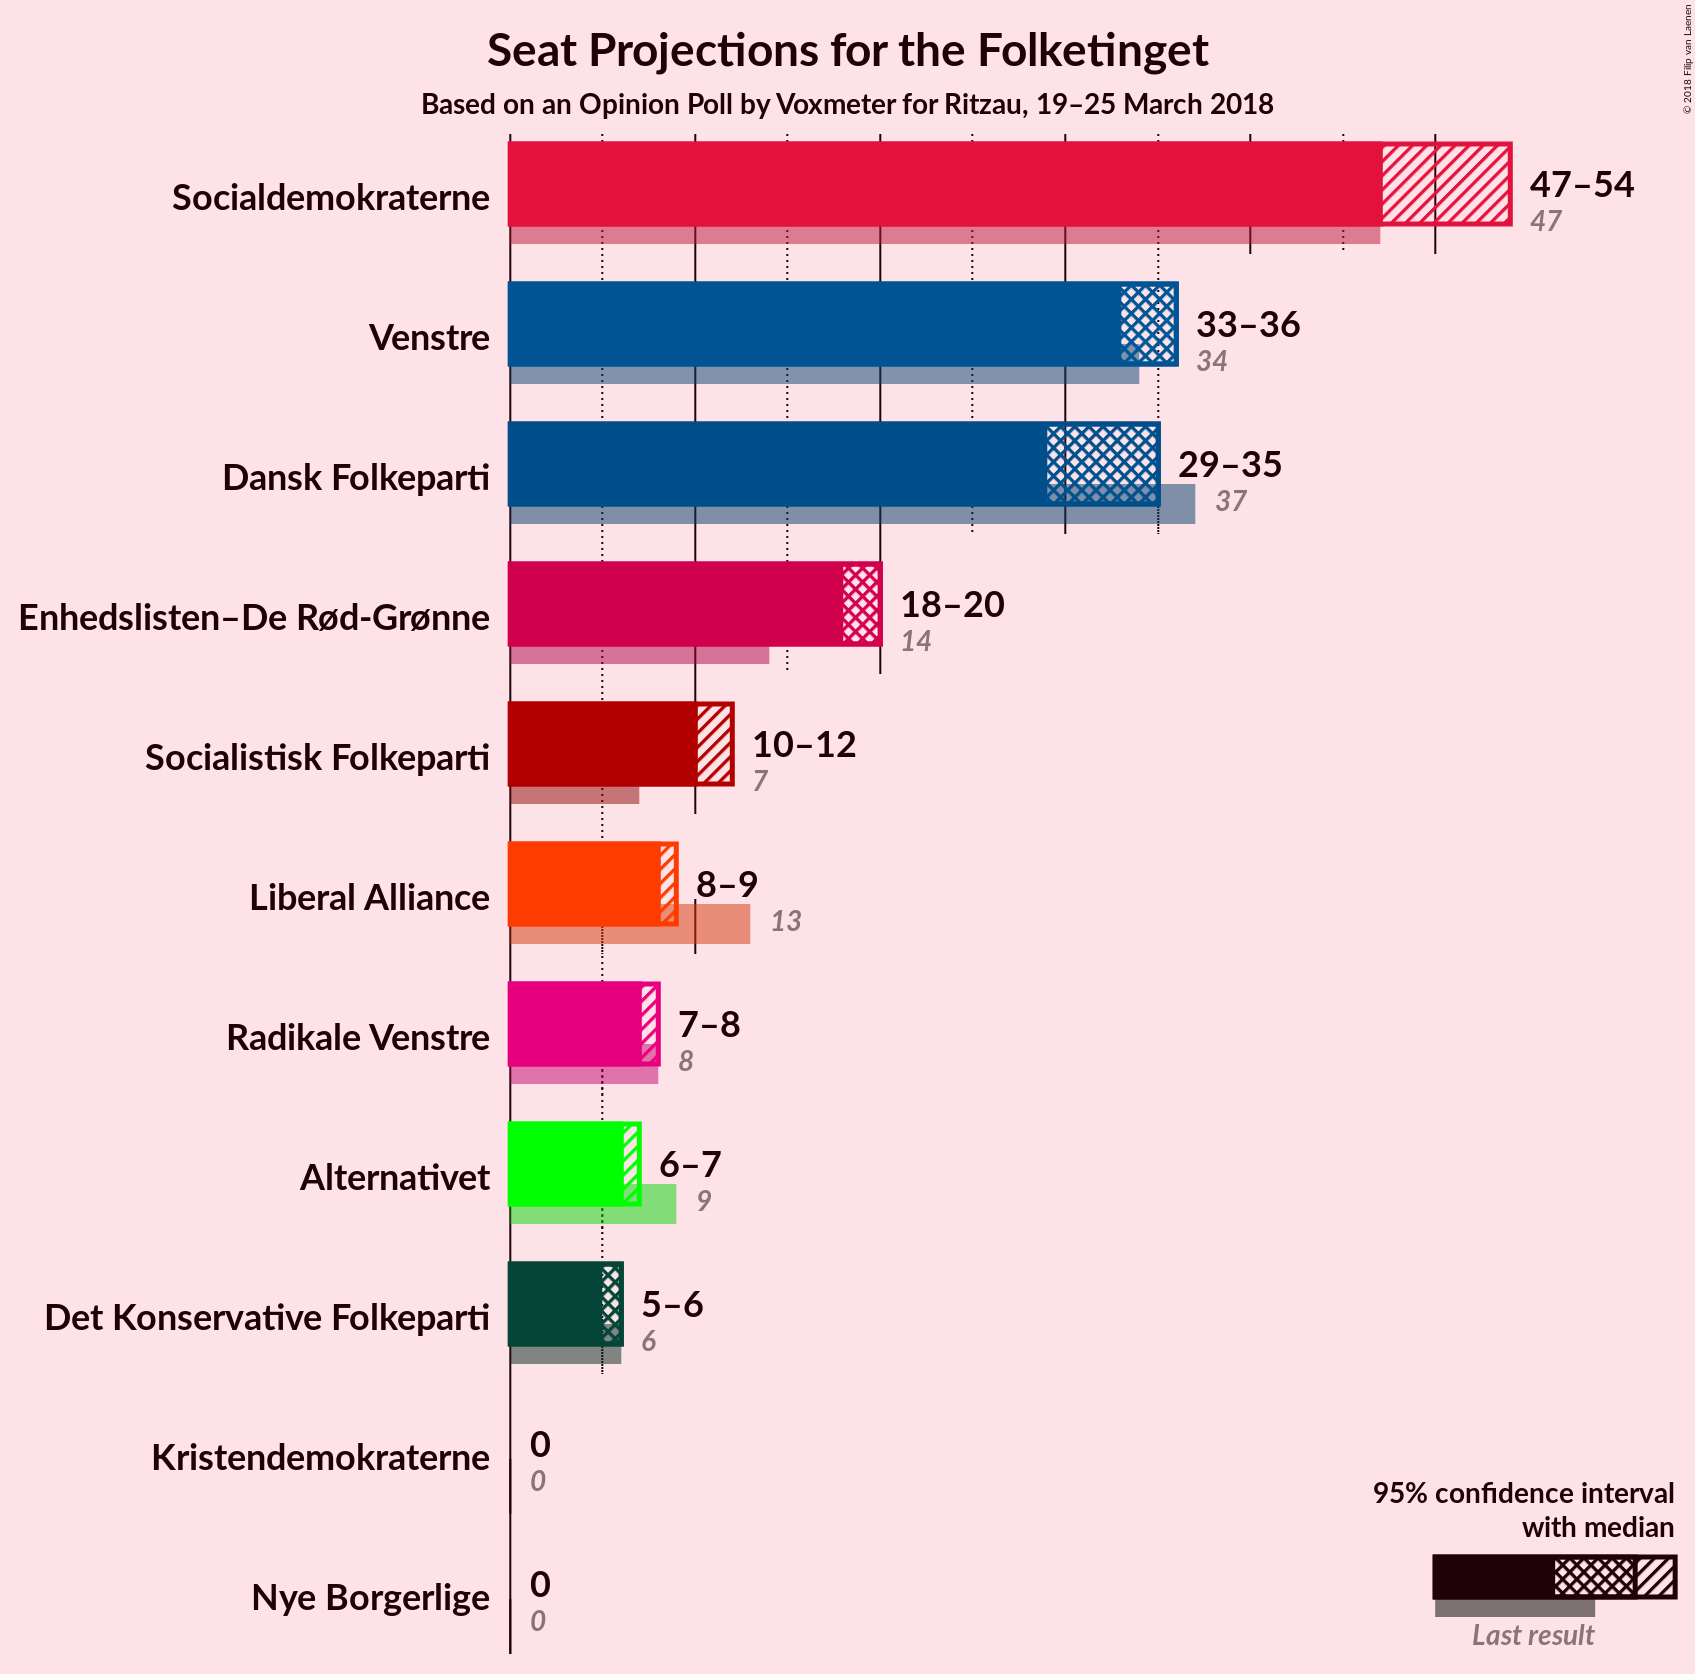 Seat Projections for the Folketinget
Based on an Opinion Poll by Voxmeter for Ritzau, 19–25 March 2018
© 2018 Filip van Laenen
Socialdemokraterne
47–54
47
Venstre
33–36
34
Dansk Folkeparti
29–35
37
Enhedslisten–De Rød-Grønne
18–20
14
Socialistisk Folkeparti
10–12
7
Liberal Alliance
8–9
13
Radikale Venstre
7–8
8
Alternativet
6–7
9
Det Konservative Folkeparti
5–6
6
Kristendemokraterne
0
0
Nye Borgerlige
0
0
95% confidence interval
with median
Last result